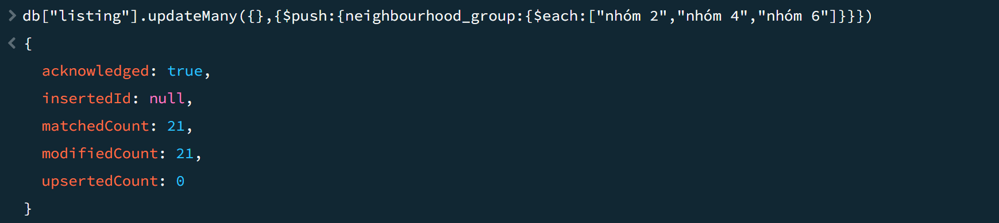 > db["listing"].updateMany({},{$push:{neighbourhood_group:{$each:["nhóm 2","nhóm 4","nhóm 6"]}}})
< {
acknowledged: true,
insertedId: null,
matchedCount: 21,
modifiedCount: 21,
upsertedCount: 0
}